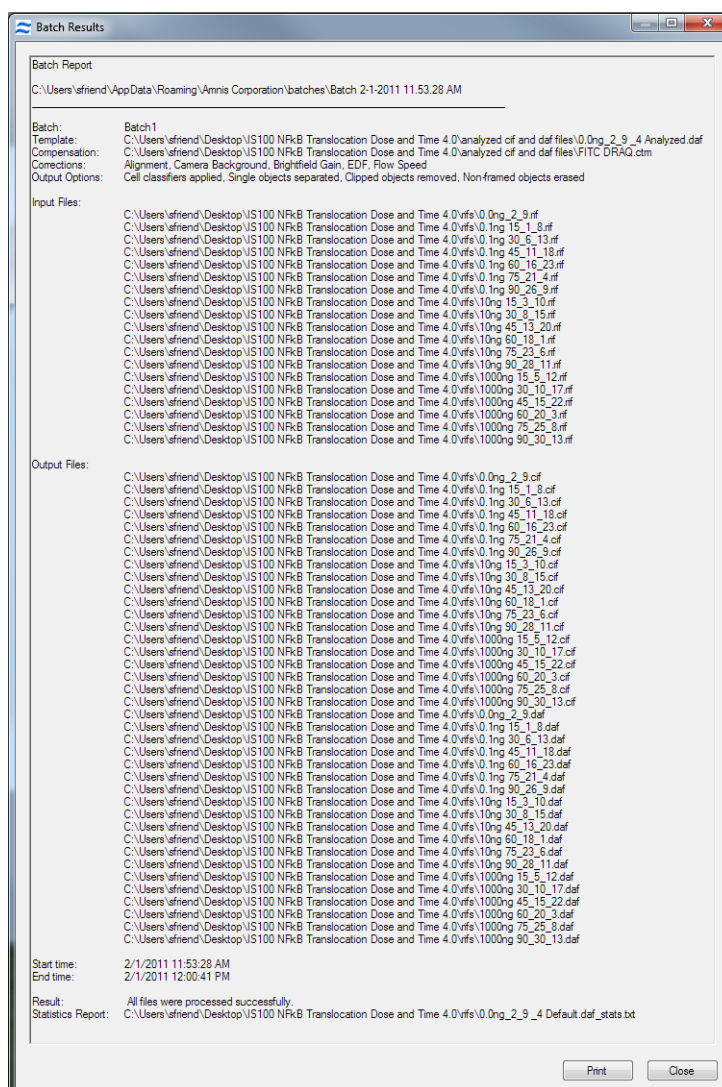 Batch Results
Batch Report
C:\Users\sfriend\AppData\Roaming\Amnis Corporation\batches\Batch 2-1-2011 11.53.28 AM
Batch: Batch1
Template: C:\Users\sfriend\Desktop\IS100 NFkB Translocation Dose and Time 4.0\analyzed cif and daf files\0.0ng_2_9 _4 Analyzed.daf
Compensation: C:\Users\sfriend\Desktop\IS100 NFkB Translocation Dose and Time 4.0\analyzed cif and daf files\FITC DRAQ.ctm
Corrections: Alignment, Camera Background, Brightfield Gain, EDF, Flow Speed
Output Options: Cell classifiers applied, Single objects separated, Clipped objects removed, Non-framed objects erased
Input Files:
C:\Users\sfriend\Desktop\IS100 NFkB Translocation Dose and Time 4.0\rifs\0.0ng_2_9.rif
C:\Users\sfriend\Desktop\IS100 NFkB Translocation Dose and Time 4.0\rifs\0.1ng 15_1_8.rif
C:\Users\sfriend\Desktop\IS100 NFkB Translocation Dose and Time 4.0\rifs\0.1ng 30_6_13.rif
C:\Users\sfriend\Desktop\IS100 NFkB Translocation Dose and Time 4.0\rifs\0.1ng 45_11_18.rif
C:\Users\sfriend\Desktop\IS100 NFkB Translocation Dose and Time 4.0\rifs\0.1ng 60_16_23.rif
C:\Users\sfriend\Desktop\IS100 NFkB Translocation Dose and Time 4.0\rifs\0.1ng 75_21_4.rif
C:\Users\sfriend\Desktop\IS100 NFkB Translocation Dose and Time 4.0\rifs\0.1ng 90_26_9.rif
C:\Users\sfriend\Desktop\IS100 NFkB Translocation Dose and Time 4.0\rifs\10ng 15_3_10.rif
C:\Users\sfriend\Desktop\IS100 NFkB Translocation Dose and Time 4.0\rifs\10ng 30_8_15.rif
C:\Users\sfriend\Desktop\IS100 NFkB Translocation Dose and Time 4.0\rifs\10ng 45_13_20.rif
C:\Users\sfriend\Desktop\IS100 NFkB Translocation Dose and Time 4.0\rifs\10ng 60_18_1.rif
C:\Users\sfriend\Desktop\IS100 NFkB Translocation Dose and Time 4.0\rifs\10ng 75_23_6.rif
C:\Users\sfriend\Desktop\IS100 NFkB Translocation Dose and Time 4.0\rifs\10ng 90_28_11.rif
C:\Users\sfriend\Desktop\IS100 NFkB Translocation Dose and Time 4.0\rifs\1000ng 15_5_12.rif
C:\Users\sfriend\Desktop\IS100 NFkB Translocation Dose and Time 4.0\rifs\1000ng 30_10_17.rif
C:\Users\sfriend\Desktop\IS100 NFkB Translocation Dose and Time 4.0\rifs\1000ng 45_15_22.rif
C:\Users\sfriend\Desktop\IS100 NFkB Translocation Dose and Time 4.0\rifs\1000ng 60_20_3.rif
C:\Users\sfriend\Desktop\IS100 NFkB Translocation Dose and Time 4.0\rifs\1000ng 75_25_8.rif
C:\Users\sfriend\Desktop\IS100 NFkB Translocation Dose and Time 4.0\rifs\1000ng 90_30_13.rif
Output Files:
C:\Users\sfriend\Desktop\IS100 NFkB Translocation Dose and Time 4.0\rifs\0.0ng_2_9.cif
C:\Users\sfriend\Desktop\IS100 NFkB Translocation Dose and Time 4.0\rifs\0.1ng 15_1_8.cif
C:\Users\sfriend\Desktop\IS100 NFkB Translocation Dose and Time 4.0\rifs\0.1ng 30_6_13.cif
C:\Users\sfriend\Desktop\IS100 NFkB Translocation Dose and Time 4.0\rifs\0.1ng 45_11_18.cif
C:\Users\sfriend\Desktop\IS100 NFkB Translocation Dose and Time 4.0\rifs\0.1ng 60_16_23.cif
C:\Users\sfriend\Desktop\IS100 NFkB Translocation Dose and Time 4.0\rifs\0.1ng 75_21_4.cif
C:\Users\sfriend\Desktop\IS100 NFkB Translocation Dose and Time 4.0\rifs\0.1ng 90_26_9.cif
C:\Users\sfriend\Desktop\IS100 NFkB Translocation Dose and Time 4.0\rifs\10ng 15_3_10.cif
C:\Users\sfriend\Desktop\IS100 NFkB Translocation Dose and Time 4.0\rifs\10ng 30_8_15.cif
C:\Users\sfriend\Desktop\IS100 NFkB Translocation Dose and Time 4.0\rifs\10ng 45_13_20.cif
C:\Users\sfriend\Desktop\IS100 NFkB Translocation Dose and Time 4.0\rifs\10ng 60_18_1.cif
C:\Users\sfriend\Desktop\IS100 NFkB Translocation Dose and Time 4.0\rifs\10ng 75_23_6.cif
C:\Users\sfriend\Desktop\IS100 NFkB Translocation Dose and Time 4.0\rifs\10ng 90_28_11.cif
C:\Users\sfriend\Desktop\IS100 NFkB Translocation Dose and Time 4.0\rifs\1000ng 15_5_12.cif
C:\Users\sfriend\Desktop\IS100 NFkB Translocation Dose and Time 4.0\rifs\1000ng 30_10_17.cif
C:\Users\sfriend\Desktop\IS100 NFkB Translocation Dose and Time 4.0\rifs\1000ng 45_15_22.cif
C:\Users\sfriend\Desktop\IS100 NFkB Translocation Dose and Time 4.0\rifs\1000ng 60_20_3.cif
C:\Users\sfriend\Desktop\IS100 NFkB Translocation Dose and Time 4.0\rifs\1000ng 75_25_8.cif
C:\Users\sfriend\Desktop\IS100 NFkB Translocation Dose and Time 4.0\rifs\1000ng 90_30_13.cif
C:\Users\sfriend\Desktop\IS100 NFkB Translocation Dose and Time 4.0\rifs\0.0ng_2_9.daf
C:\Users\sfriend\Desktop\IS100 NFkB Translocation Dose and Time 4.0\rifs\0.1ng 15_1_8.daf
C:\Users\sfriend\Desktop\IS100 NFkB Translocation Dose and Time 4.0\rifs\0.1ng 30_6_13.daf
C:\Users\sfriend\Desktop\IS100 NFkB Translocation Dose and Time 4.0\rifs\0.1ng 45_11_18.daf
C:\Users\sfriend\Desktop\IS100 NFkB Translocation Dose and Time 4.0\rifs\0.1ng 60_16_23.daf
C:\Users\sfriend\Desktop\IS100 NFkB Translocation Dose and Time 4.0\rifs\0.1ng 75_21_4.daf
C:\Users\sfriend\Desktop\IS100 NFkB Translocation Dose and Time 4.0\rifs\0.1ng 90_26_9.daf
C:\Users\sfriend\Desktop\IS100 NFkB Translocation Dose and Time 4.0\rifs\10ng 15_3_10.daf
C:\Users\sfriend\Desktop\IS100 NFkB Translocation Dose and Time 4.0\rifs\10ng 30_8_15.daf
C:\Users\sfriend\Desktop\IS100 NFkB Translocation Dose and Time 4.0\rifs\10ng 45_13_20.daf
C:\Users\sfriend\Desktop\IS100 NFkB Translocation Dose and Time 4.0\rifs\10ng 60_18_1.daf
C:\Users\sfriend\Desktop\IS100 NFkB Translocation Dose and Time 4.0\rifs\10ng 75_23_6.daf
C:\Users\sfriend\Desktop\IS100 NFkB Translocation Dose and Time 4.0\rifs\10ng 90_28_11.daf
C:\Users\sfriend\Desktop\IS100 NFkB Translocation Dose and Time 4.0\rifs\1000ng 15_5_12.daf
C:\Users\sfriend\Desktop\IS100 NFkB Translocation Dose and Time 4.0\rifs\1000ng 30_10_17.daf
C:\Users\sfriend\Desktop\IS100 NFkB Translocation Dose and Time 4.0\rifs\1000ng 45_15_22.daf
C:\Users\sfriend\Desktop\IS100 NFkB Translocation Dose and Time 4.0\rifs\1000ng 60_20_3.daf
C:\Users\sfriend\Desktop\IS100 NFkB Translocation Dose and Time 4.0\rifs\1000ng 75_25_8.daf
C:\Users\sfriend\Desktop\IS100 NFkB Translocation Dose and Time 4.0\rifs\1000ng 90_30_13.daf
Start time: 2/1/2011 11:53:28 AM
End time: 2/1/2011 12:00:41 PM
Result: All files were processed successfully.
Statistics Report: C:\Users\sfriend\Desktop\IS100 NFkB Translocation Dose and Time 4.0\rifs\0.0ng_2_9 _4 Default.daf_stats.txt
Print Close